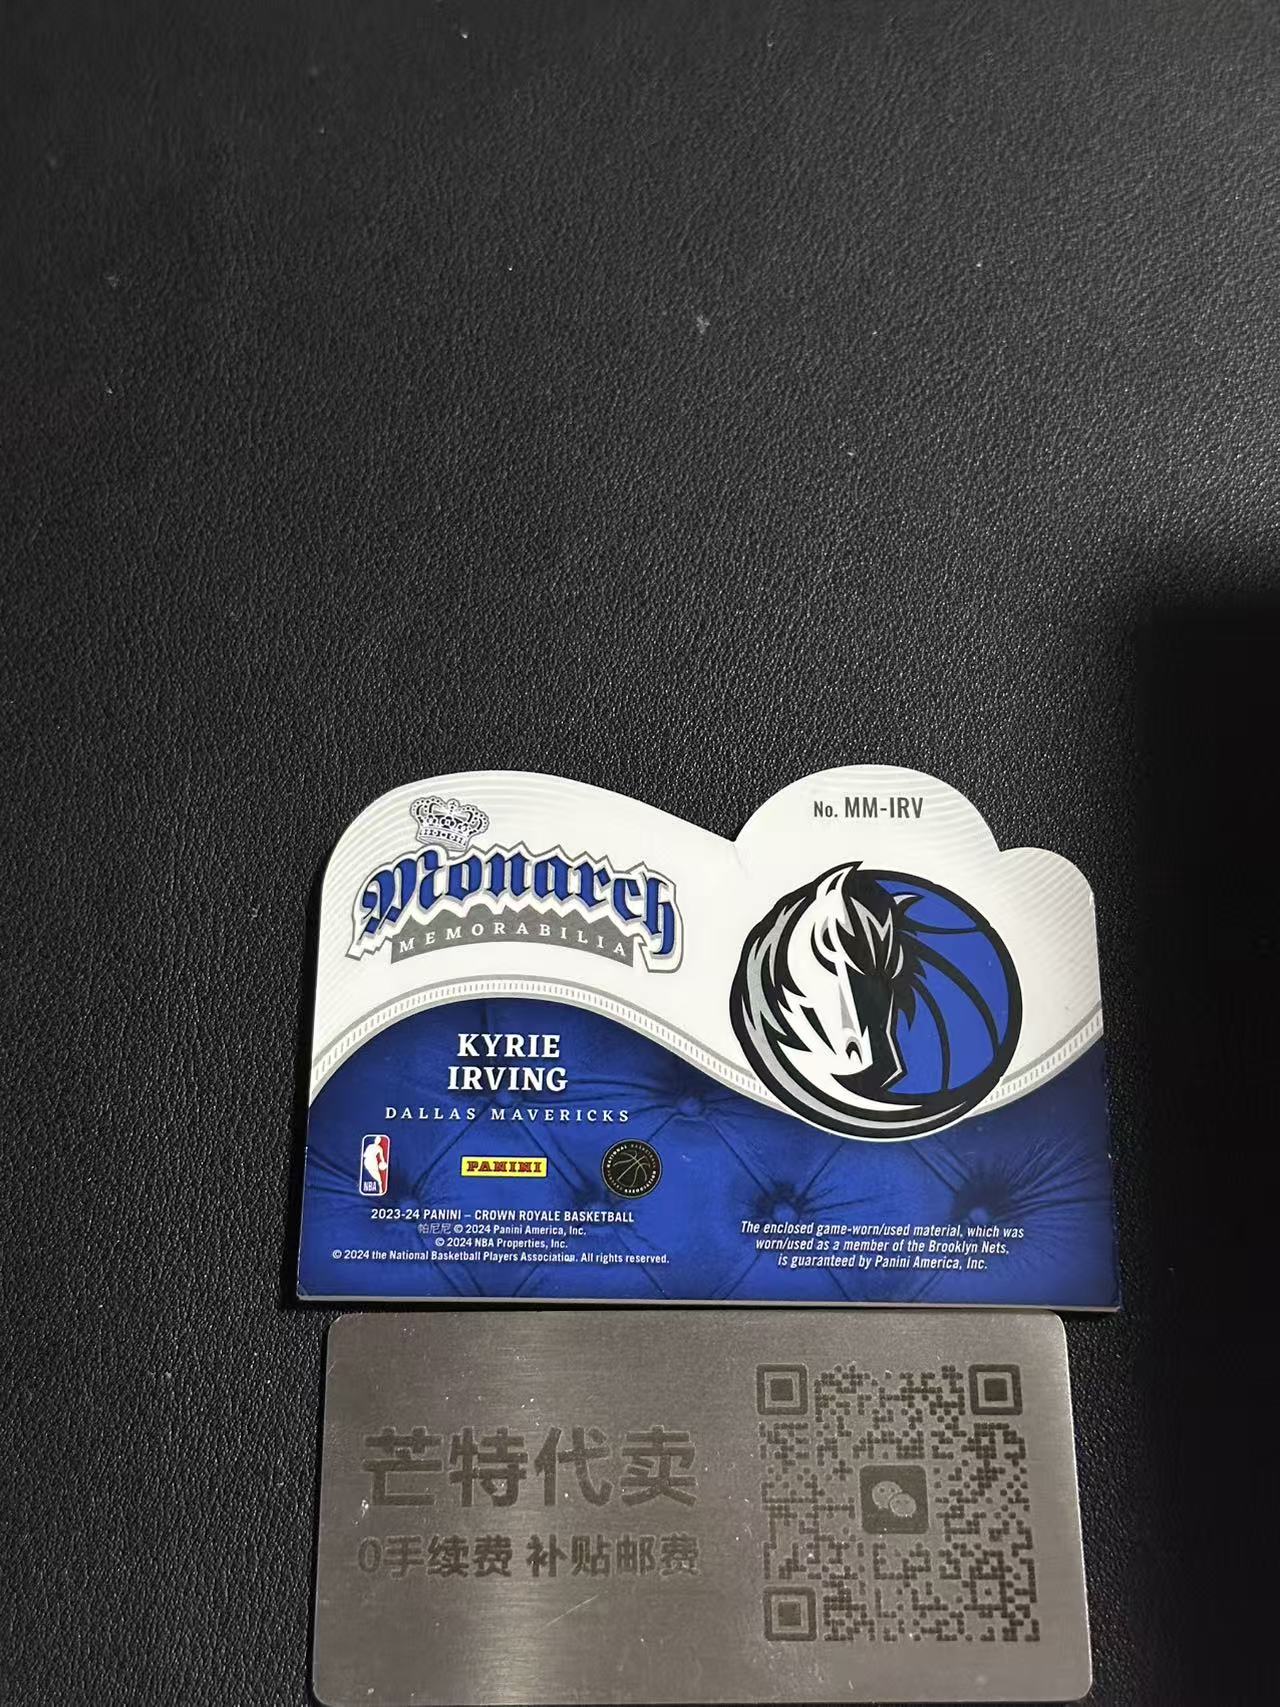 No. MM-IRV
Monarch
MEMORABILIA
KYRIE
IRVING
DALLAS MAVERICKS
NBA
PANINI
NATIONAL BASKETBALL
2023-24 PANINI – CROWN ROYALE BASKETBALL
帕尼尼 © 2024 Panini America, Inc.
© 2024 NBA Properties, Inc.
© 2024 the National Basketball Players Association. All rights reserved.
The enclosed game-worn/used material, which was
worn/used as a member of the Brooklyn Nets,
is guaranteed by Panini America, Inc.
芒特代卖
0手续费 补贴邮费